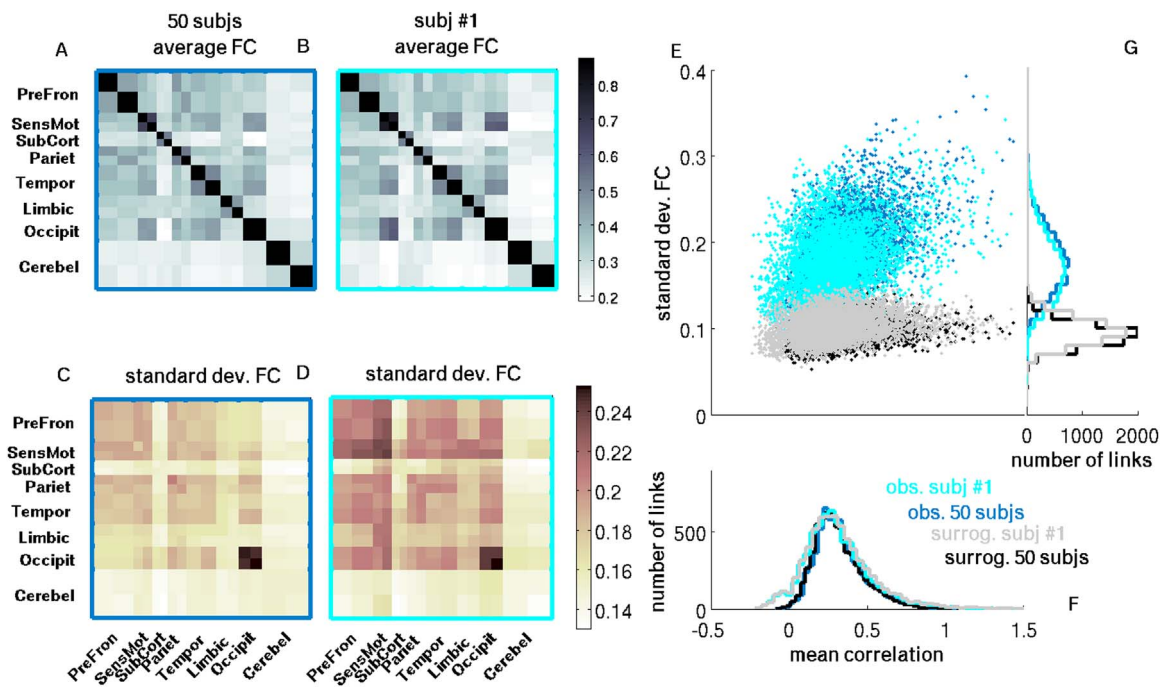 A
50 subjs
average FC
B
subj #1
average FC
PreFron
SensMot
SubCort
Pariet
Tempor
Limbic
Occipit
Cerebel
0.8
0.7
0.6
0.5
0.4
0.3
0.2
C
standard dev. FC
D
standard dev. FC
PreFron
SensMot
SubCort
Pariet
Tempor
Limbic
Occipit
Cerebel
PreFron
SensMot
SubCort
Pariet
Tempor
Limbic
Occipit
Cerebel
PreFron
SensMot
SubCort
Pariet
Tempor
Limbic
Occipit
Cerebel
0.24
0.22
0.2
0.18
0.16
0.14
E
G
standard dev. FC
0.4
0.3
0.2
0.1
0
0 1000 2000
number of links
number of links
500
0
-0.5 0 0.5 1 1.5
mean correlation
obs. subj #1
obs. 50 subjs
surrog. subj #1
surrog. 50 subjs
F